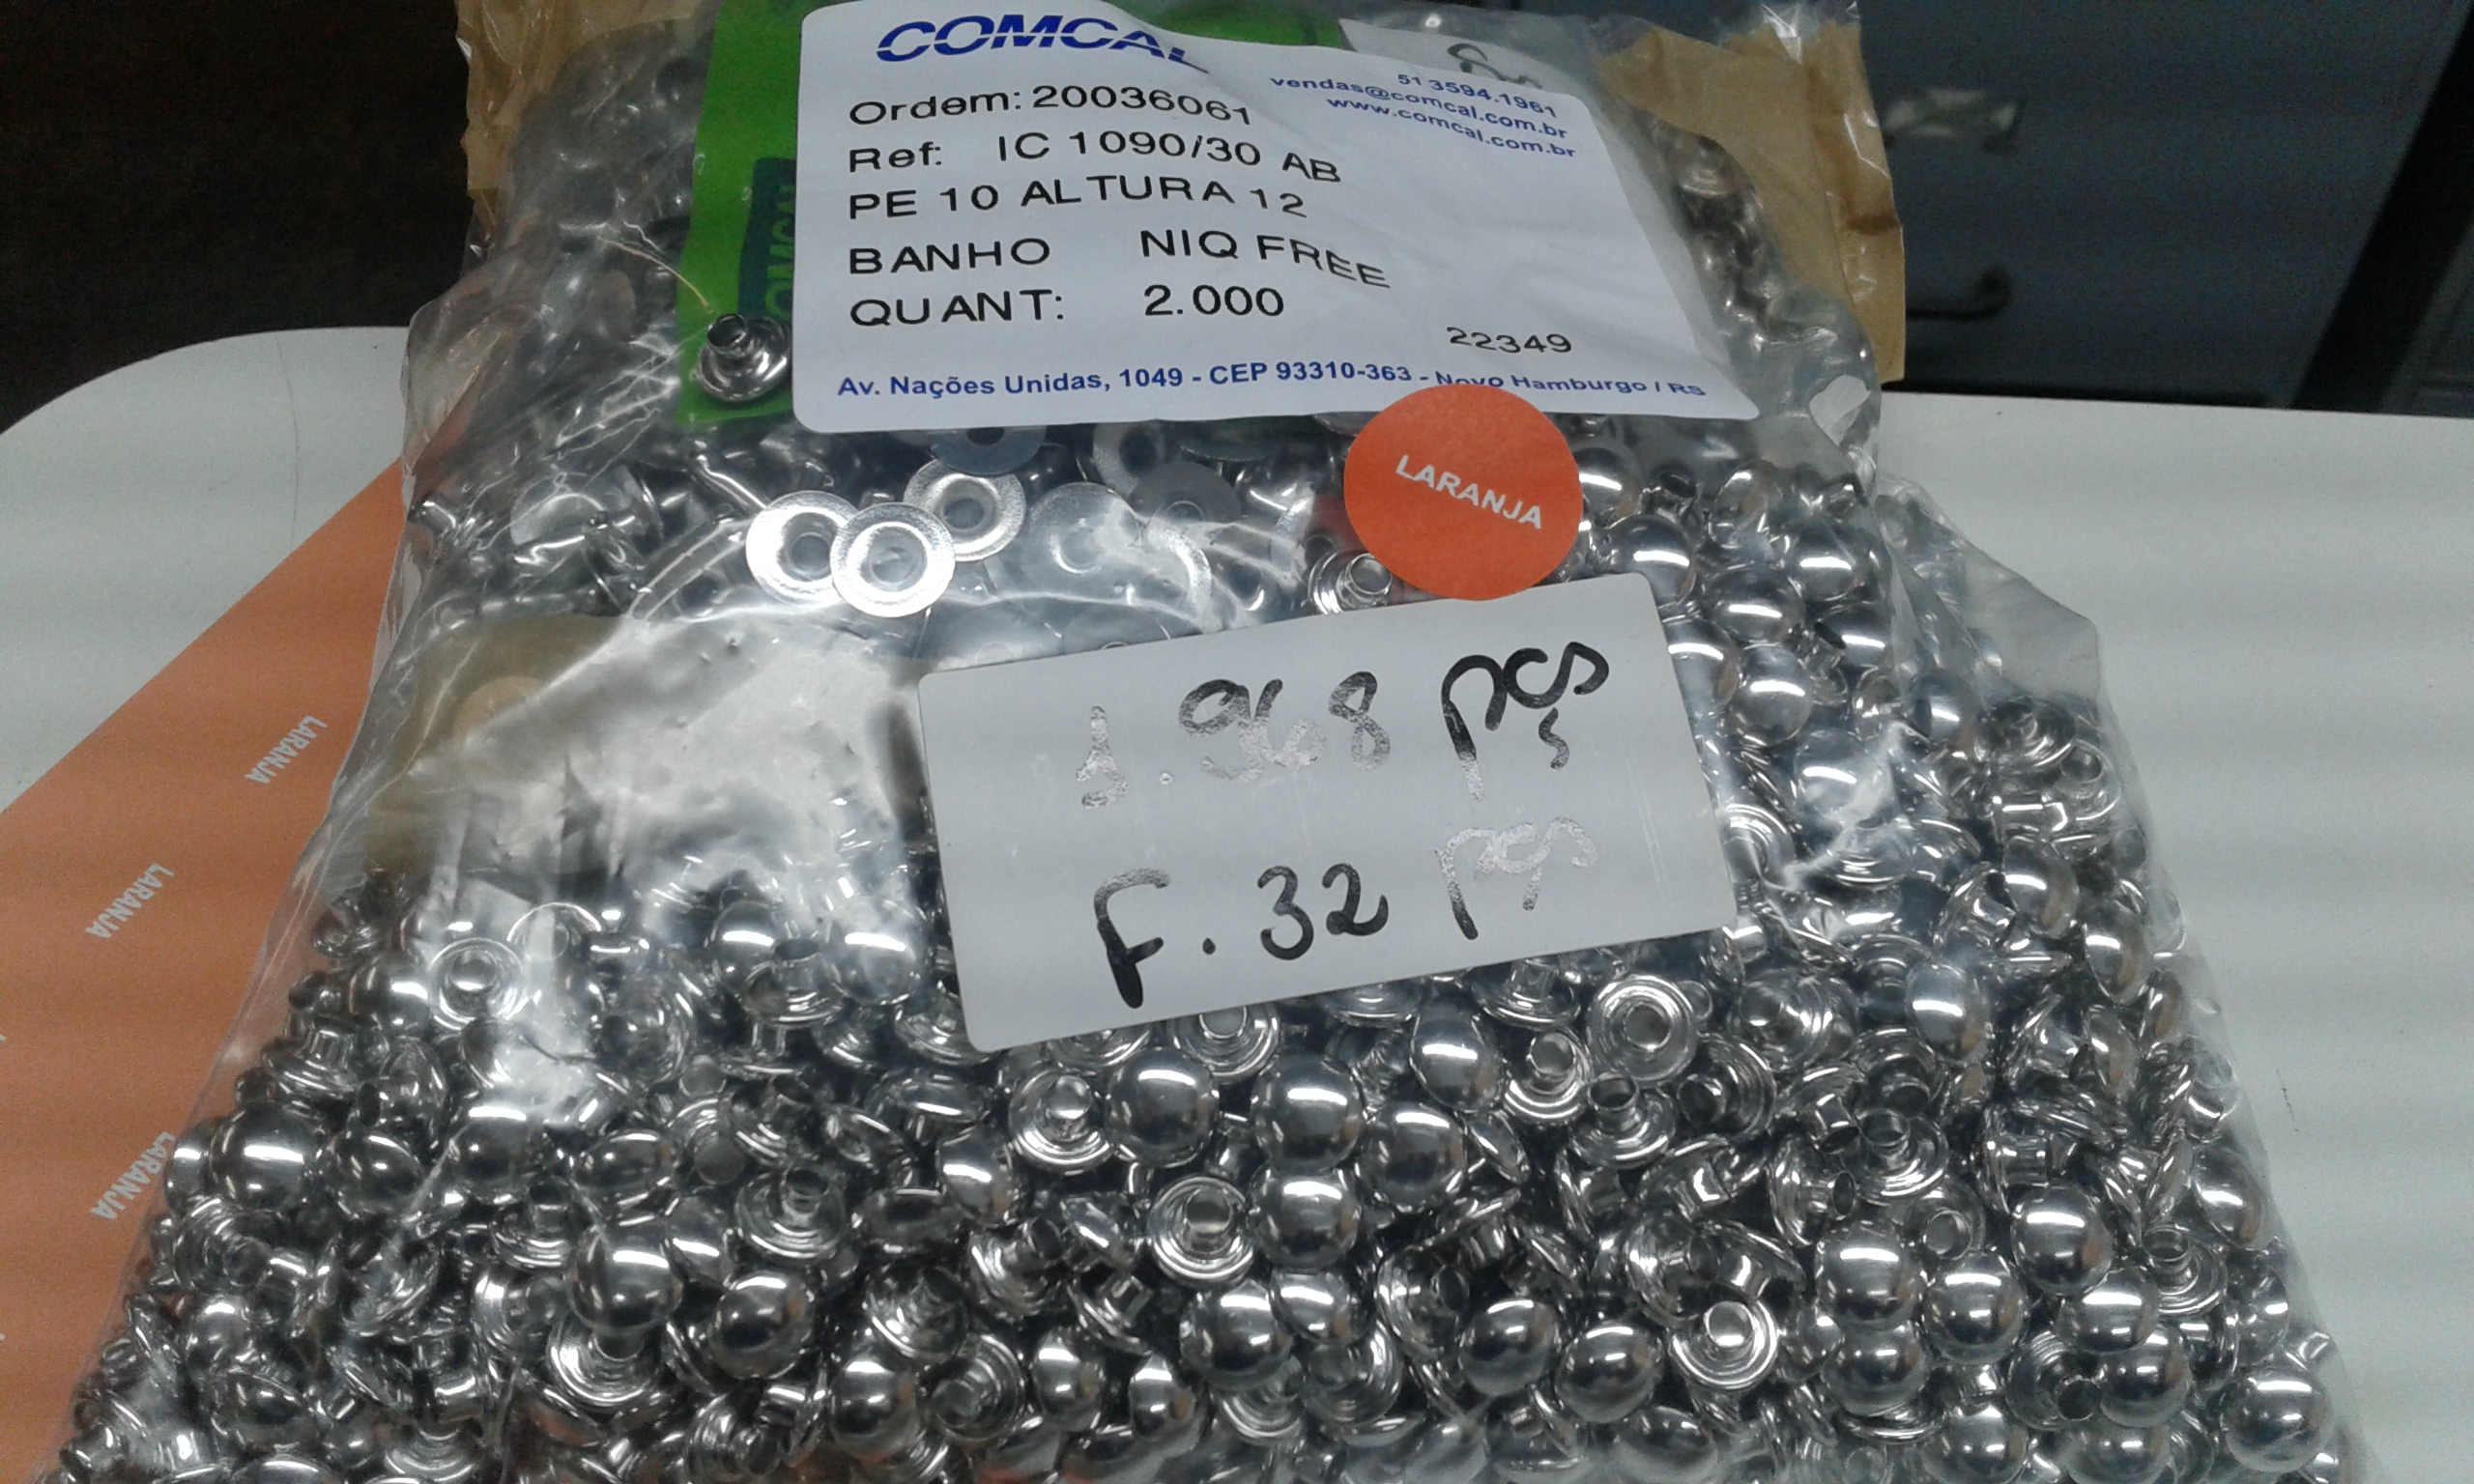 COMCAL
51 3594.1961
vendas@comcal.com.br
www.comcal.com.br
Ordem: 20036061
Ref: IC 1090/30 AB
PE 10 ALTURA 12
BANHO NIQ FREE
QUANT: 2.000
22349
Av. Nações Unidas, 1049 - CEP 93310-363 - Novo Hamburgo / RS
LARANJA
1.968 pçs
F. 32 pçs
LARANJA
LARANJA
LARANJA